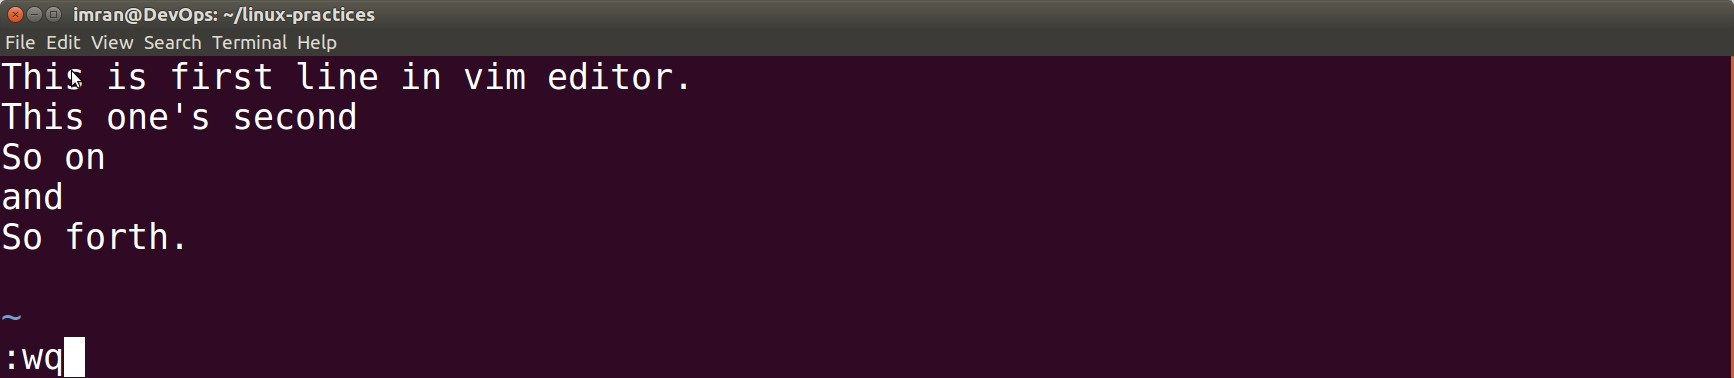 imran@DevOps: ~/linux-practices
File Edit View Search Terminal Help
This is first line in vim editor.
This one's second
So on
and
So forth.
~
:wq